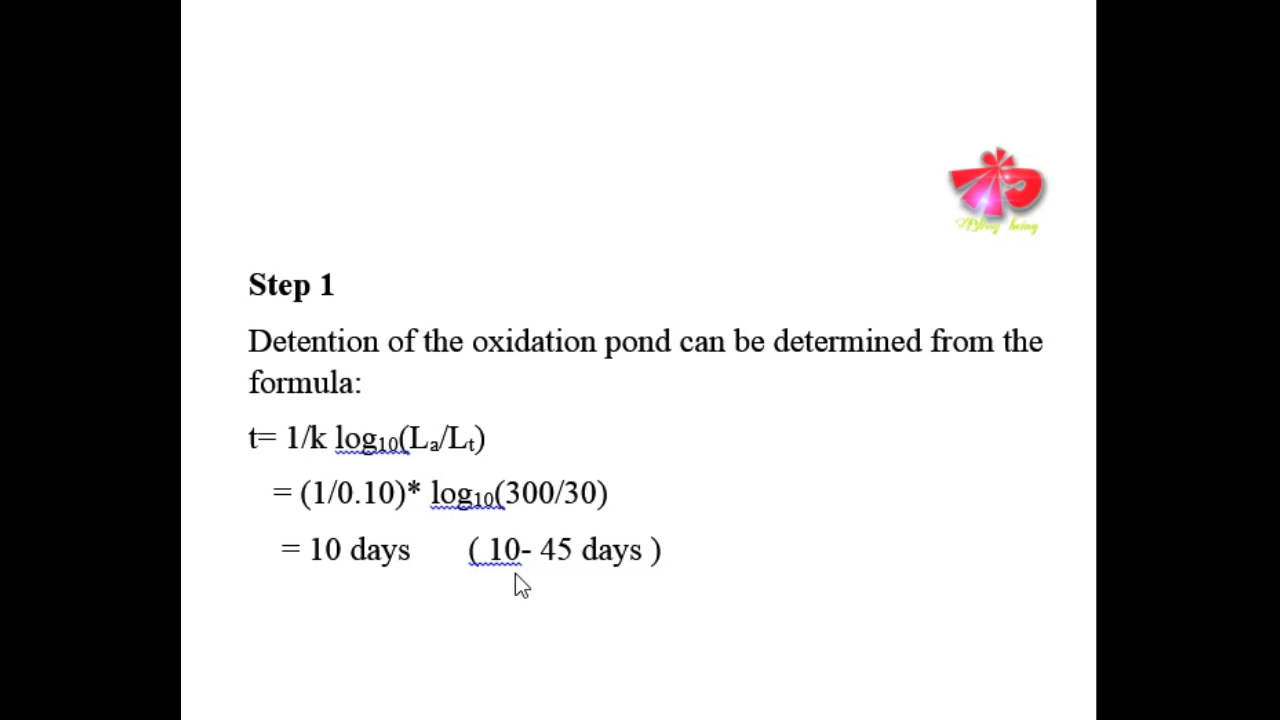 Step 1
Detention of the oxidation pond can be determined from the
formula:
t= 1/k log₁₀(Lₐ/Lₜ)
= (1/0.10)* log₁₀(300/30)
= 10 days ( 10- 45 days )
being